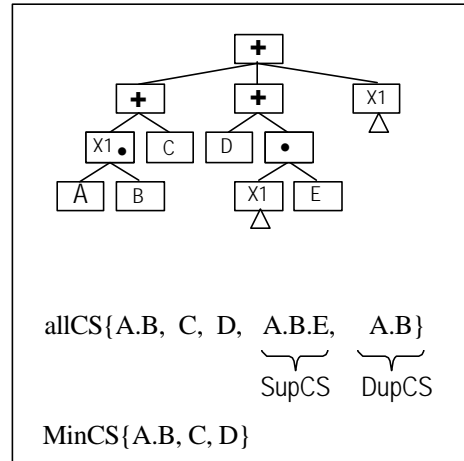 +
+ + X1
X1 • C D •
A B X1 E
allCS{A.B, C, D, A.B.E, A.B}
SupCS DupCS
MinCS{A.B, C, D}